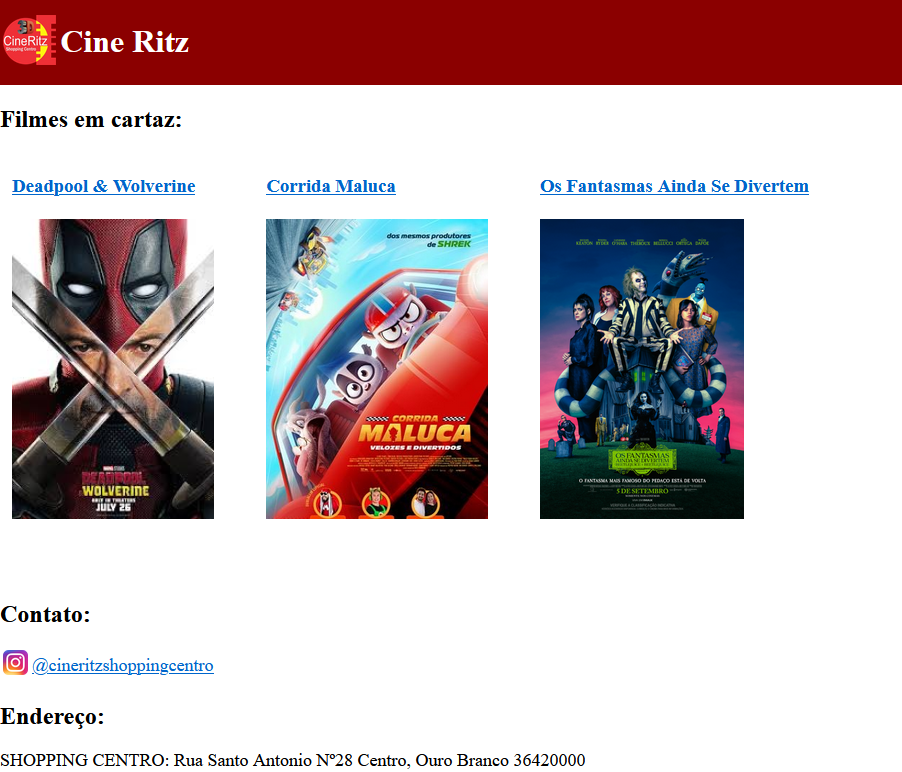 CineRitz
Shopping Centro
Cine Ritz
Filmes em cartaz:
Deadpool & Wolverine
Corrida Maluca
Os Fantasmas Ainda Se Divertem
MARVEL STUDIOS
DEADPOOL
& WOLVERINE
ONLY IN THEATERS
JULY 26
dos mesmos produtores
de SHREK
CORRIDA
MALUCA
VELOZES E DIVERTIDOS
KEATON RYDER O'HARA THEROUX BELLUCCI ORTEGA DAFOE
OS FANTASMAS
AINDA SE DIVERTEM
O FANTASMA MAIS FAMOSO DO PEDAÇO ESTÁ DE VOLTA
5 DE SETEMBRO
Contato:
@cineritzshoppingcentro
Endereço:
SHOPPING CENTRO: Rua Santo Antonio Nº28 Centro, Ouro Branco 36420000